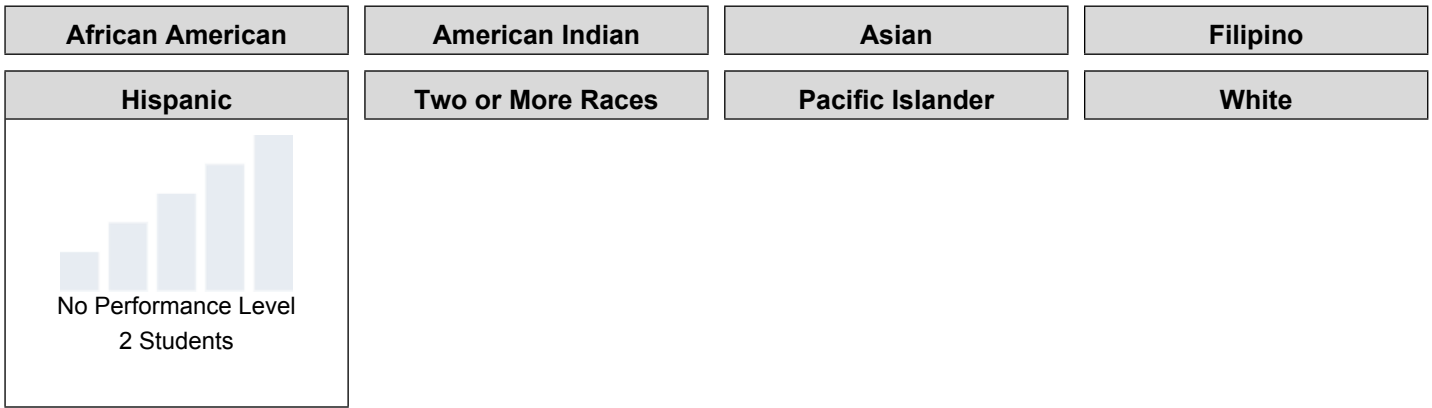 African American
American Indian
Asian
Filipino
Hispanic
Two or More Races
Pacific Islander
White
No Performance Level
2 Students